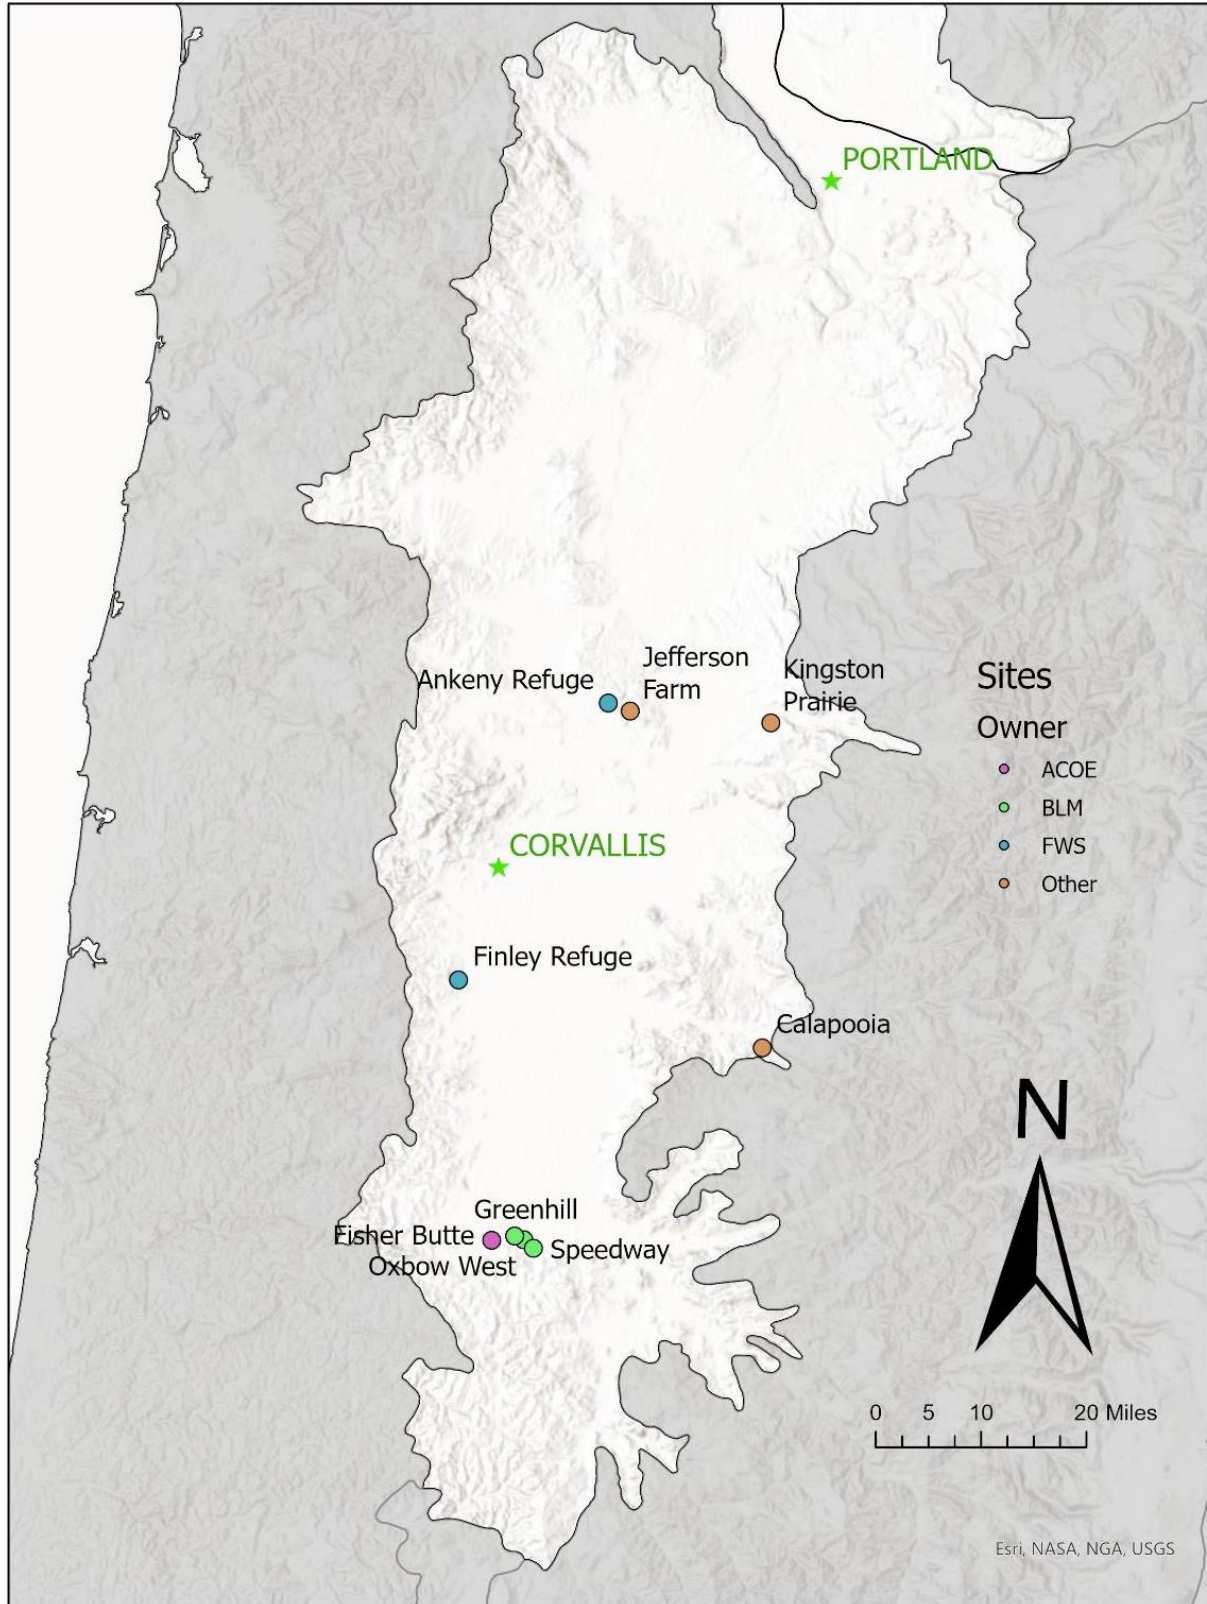 PORTLAND
Jefferson
Farm
Ankeny Refuge
Kingston
Prairie
Sites
Owner
ACOE
BLM
FWS
Other
CORVALLIS
Finley Refuge
Calapooia
N
Greenhill
Fisher Butte
Oxbow West
Speedway
0 5 10 20 Miles
Esri, NASA, NGA, USGS